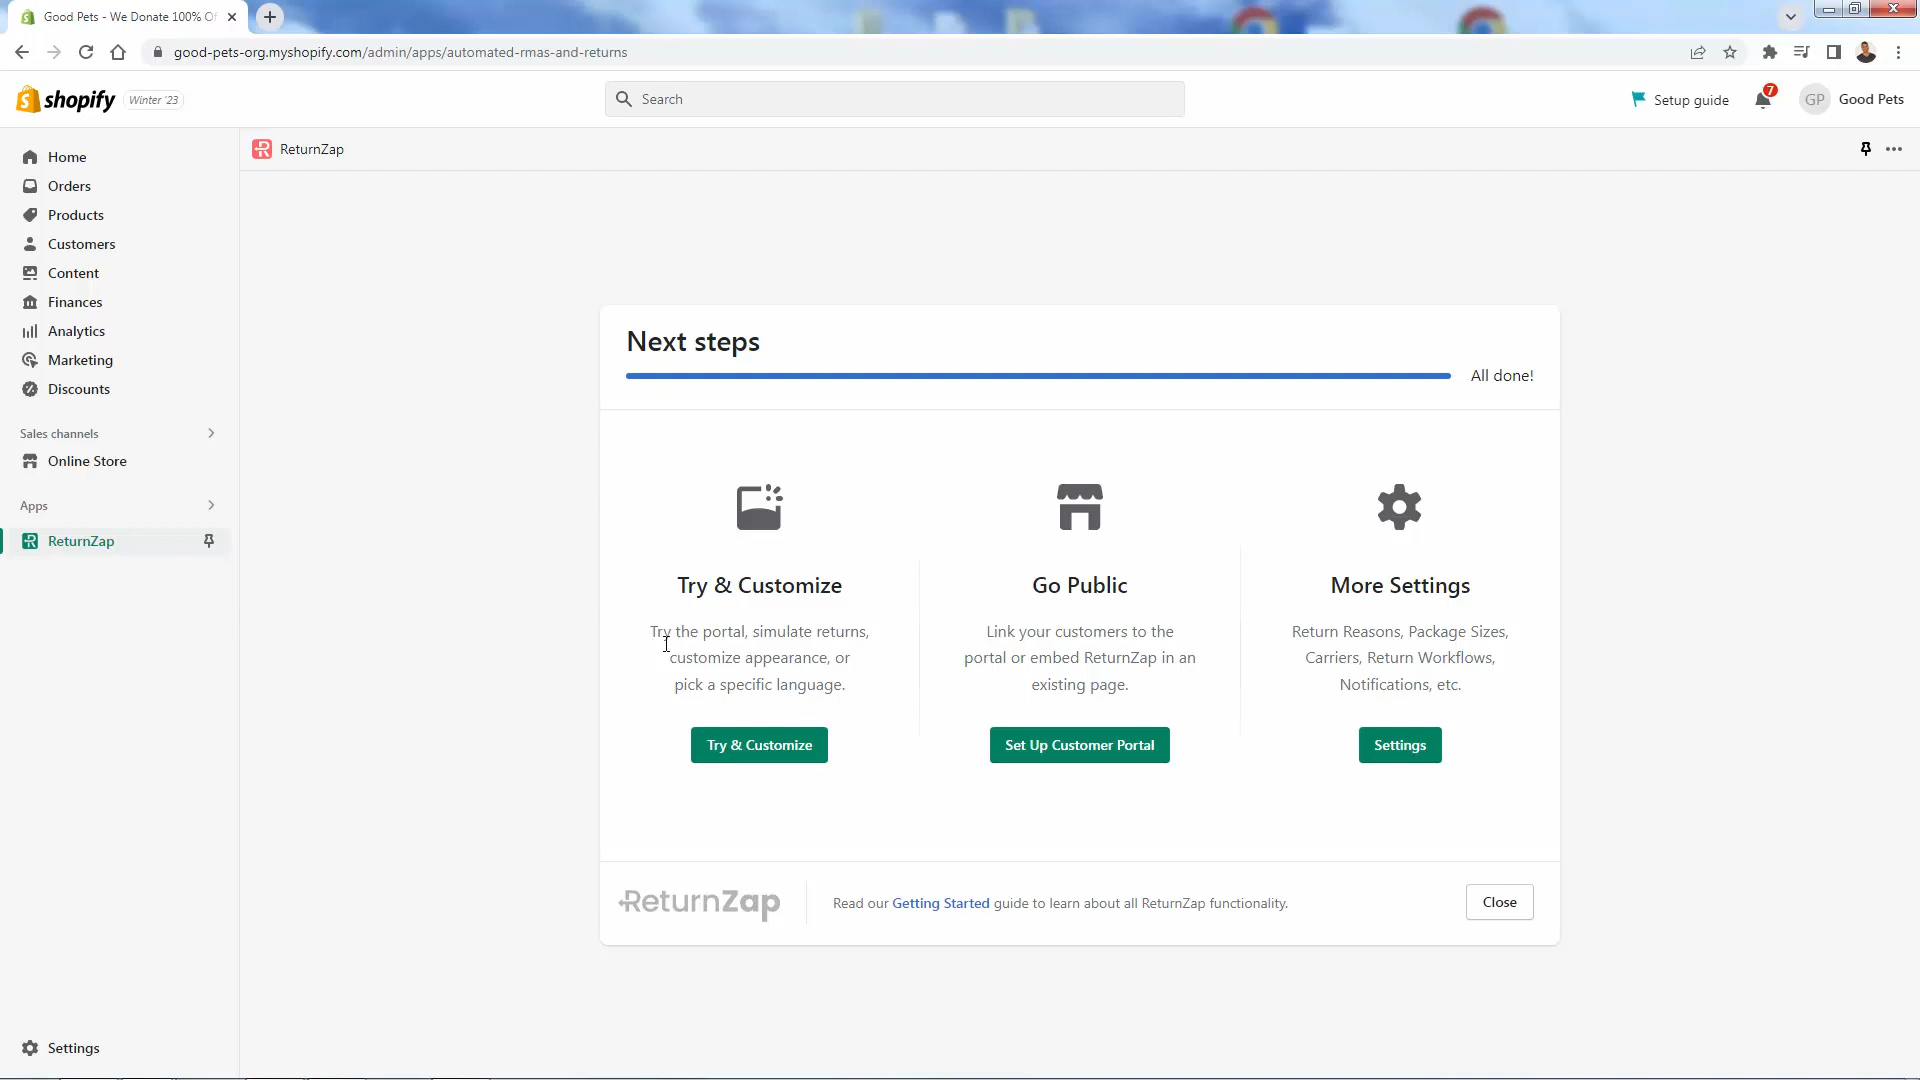 Good Pets - We Donate 100% Of
good-pets-org.myshopify.com/admin/apps/automated-rmas-and-returns
shopify
Winter '23
Search
Setup guide
7
GP
Good Pets
Home
Orders
Products
Customers
Content
Finances
Analytics
Marketing
Discounts
Sales channels
Online Store
Apps
ReturnZap
Settings
ReturnZap
Next steps
All done!
Try & Customize
Try the portal, simulate returns,
customize appearance, or
pick a specific language.
Try & Customize
Go Public
Link your customers to the
portal or embed ReturnZap in an
existing page.
Set Up Customer Portal
More Settings
Return Reasons, Package Sizes,
Carriers, Return Workflows,
Notifications, etc.
Settings
ReturnZap
Read our Getting Started guide to learn about all ReturnZap functionality.
Close